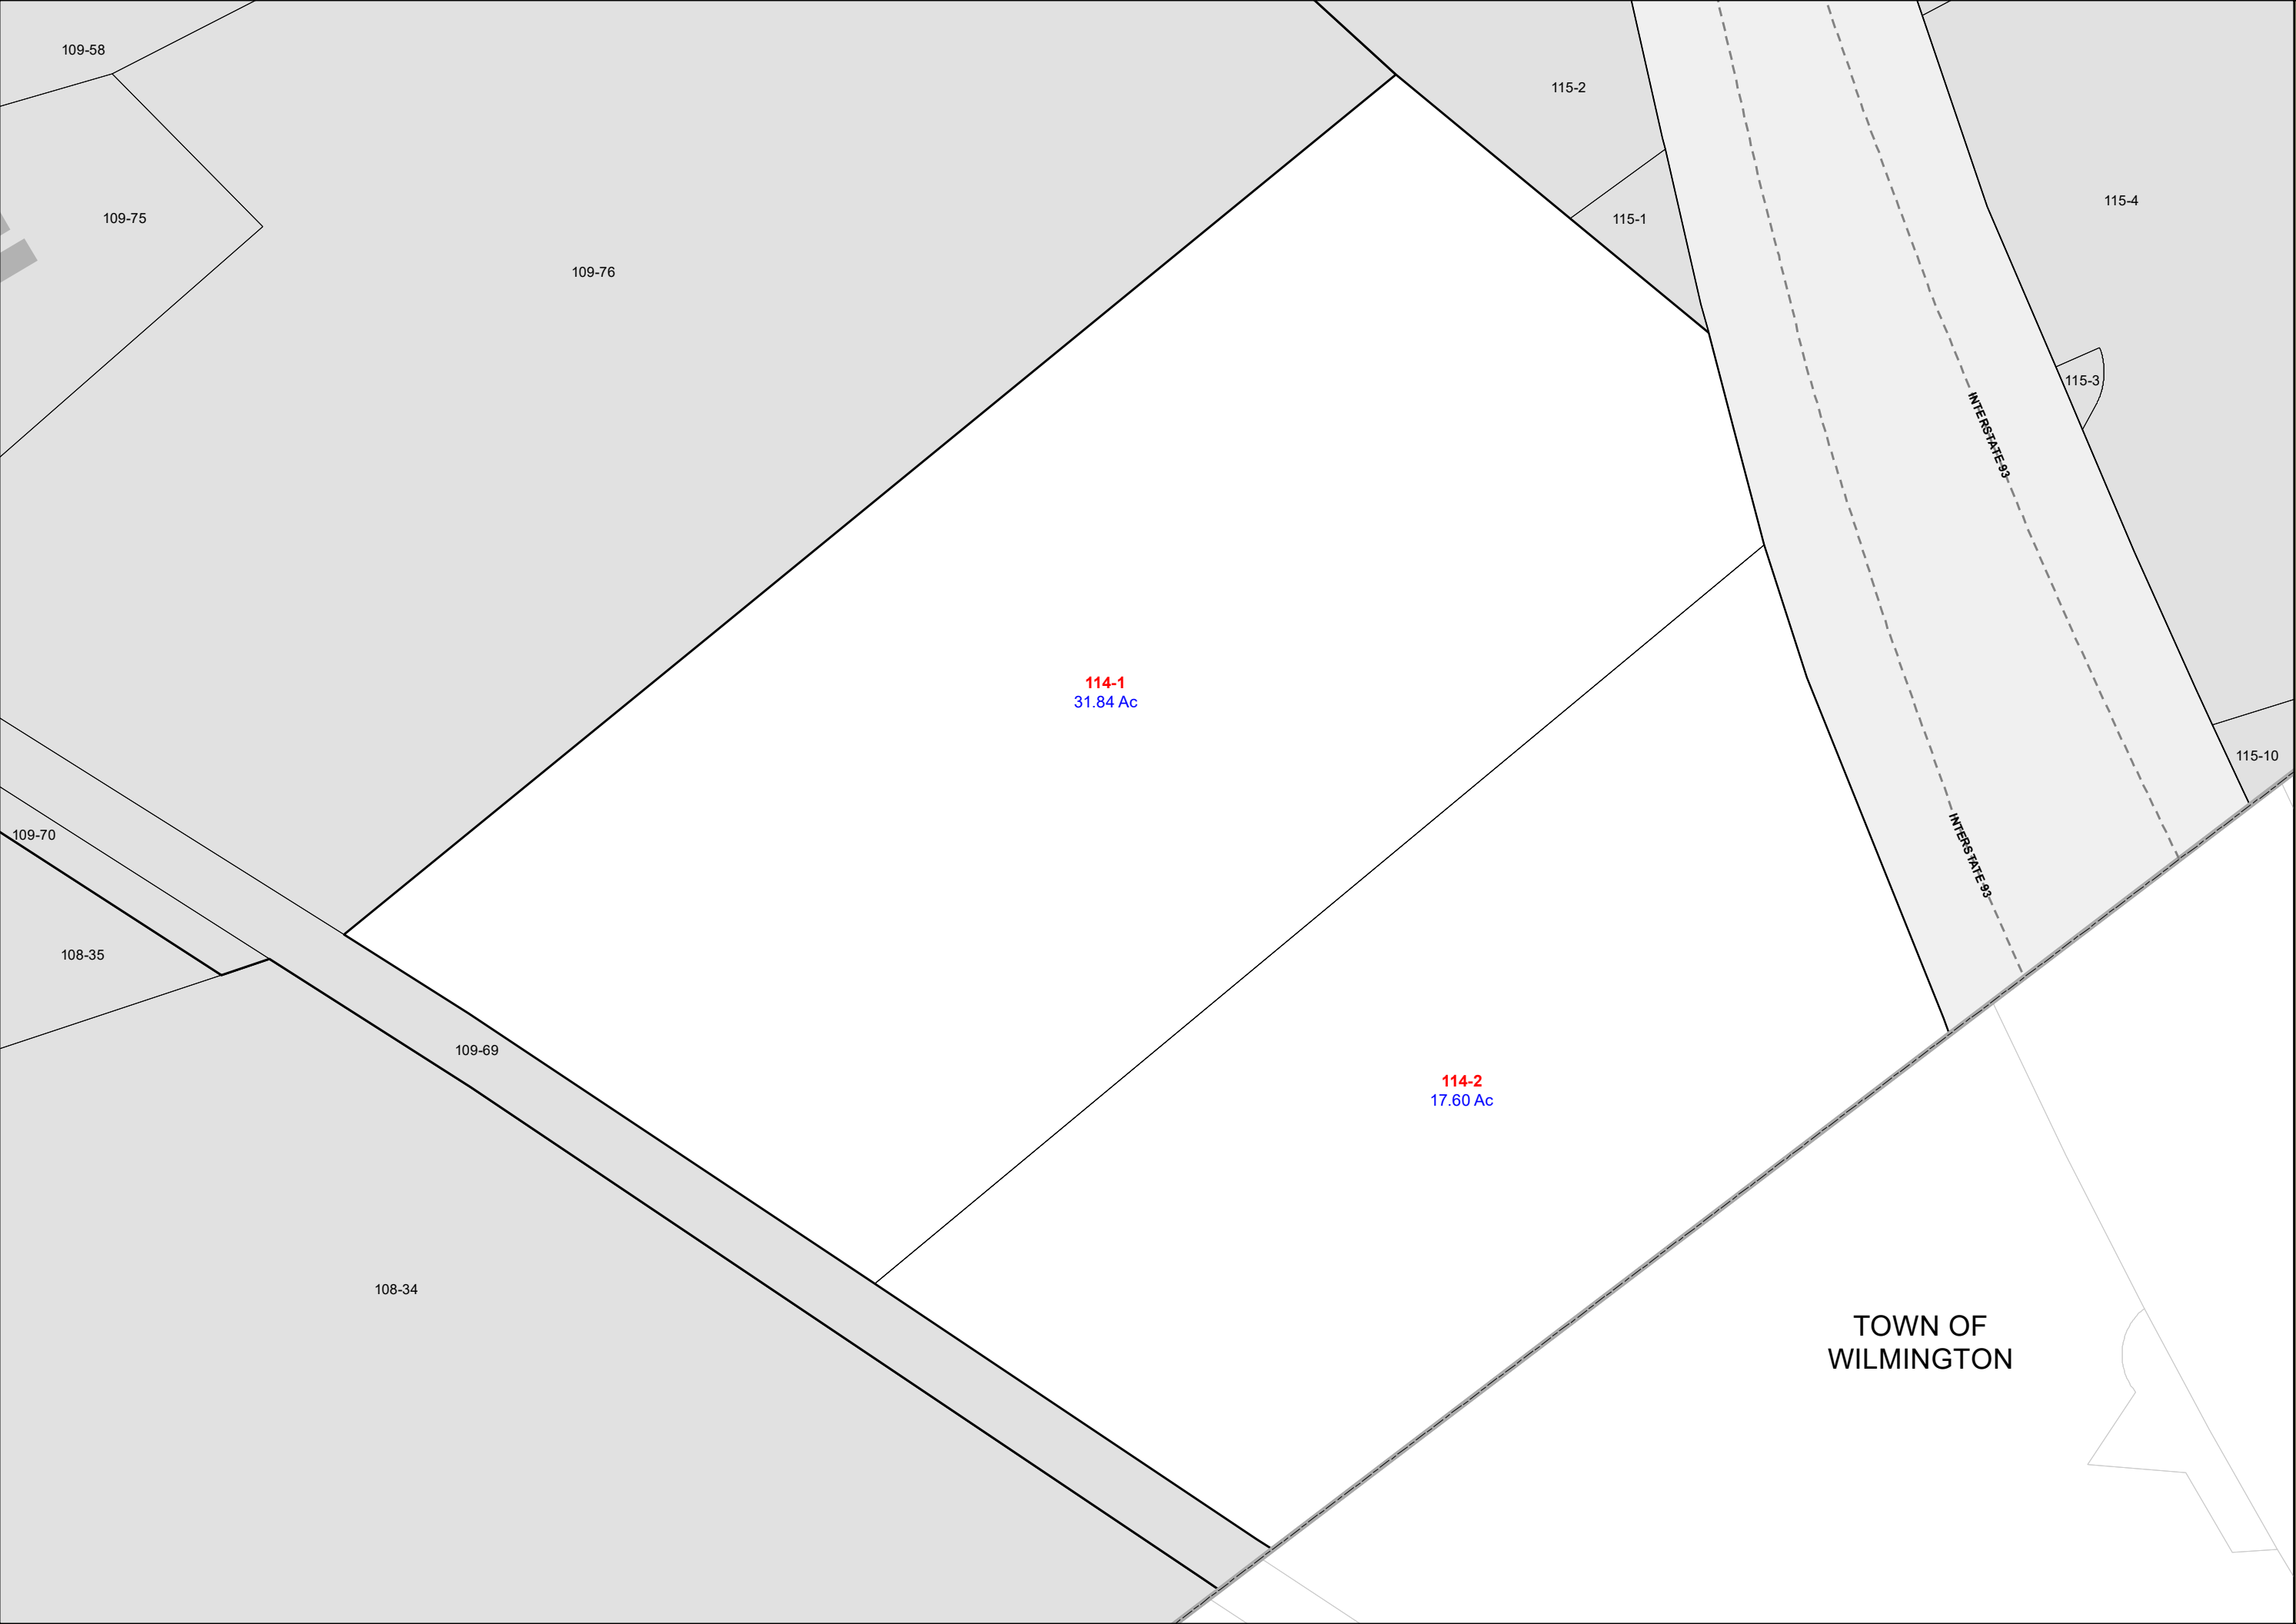 109-58
115-2
115-4
109-75
115-1
109-76
115-3
INTERSTATE 93
114-1
31.84 Ac
115-10
109-70
INTERSTATE 93
108-35
109-69
114-2
17.60 Ac
108-34
TOWN OF
WILMINGTON